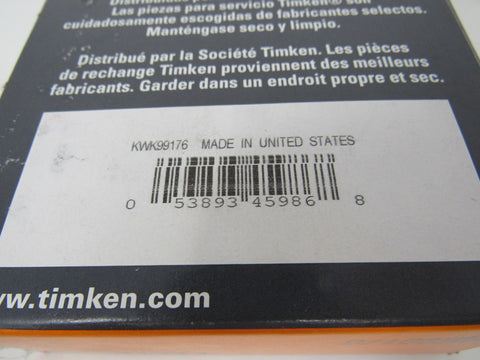 Las piezas para servicio Timken® son
cuidadosamente escogidas de fabricantes selectos.
Manténgase seco y limpio.
Distribué par la Société Timken. Les pièces
de rechange Timken proviennent des meilleurs
fabricants. Garder dans un endroit propre et sec.
KWK99176 MADE IN UNITED STATES
0 53893 45986 8
www.timken.com